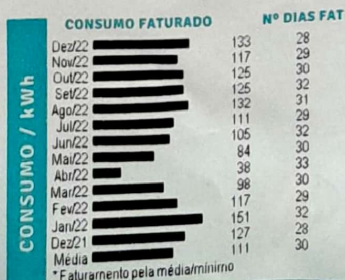 CONSUMO / kWh
CONSUMO FATURADO Nº DIAS FAT
Dez/22 133 28
Nov/22 117 29
Out/22 125 30
Set/22 125 32
Ago/22 132 31
Jul/22 111 29
Jun/22 105 32
Mai/22 84 30
Abr/22 38 33
Mar/22 98 30
Fev/22 117 29
Jan/22 151 32
Dez/21 127 28
Média 111 30
* Faturamento pela média/mínimo